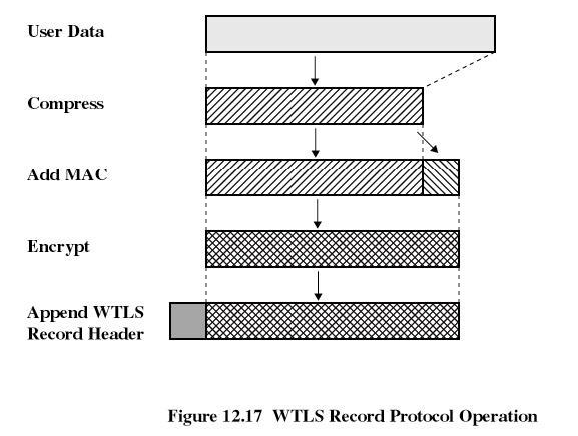 User Data
Compress
Add MAC
Encrypt
Append WTLS
Record Header
Figure 12.17 WTLS Record Protocol Operation